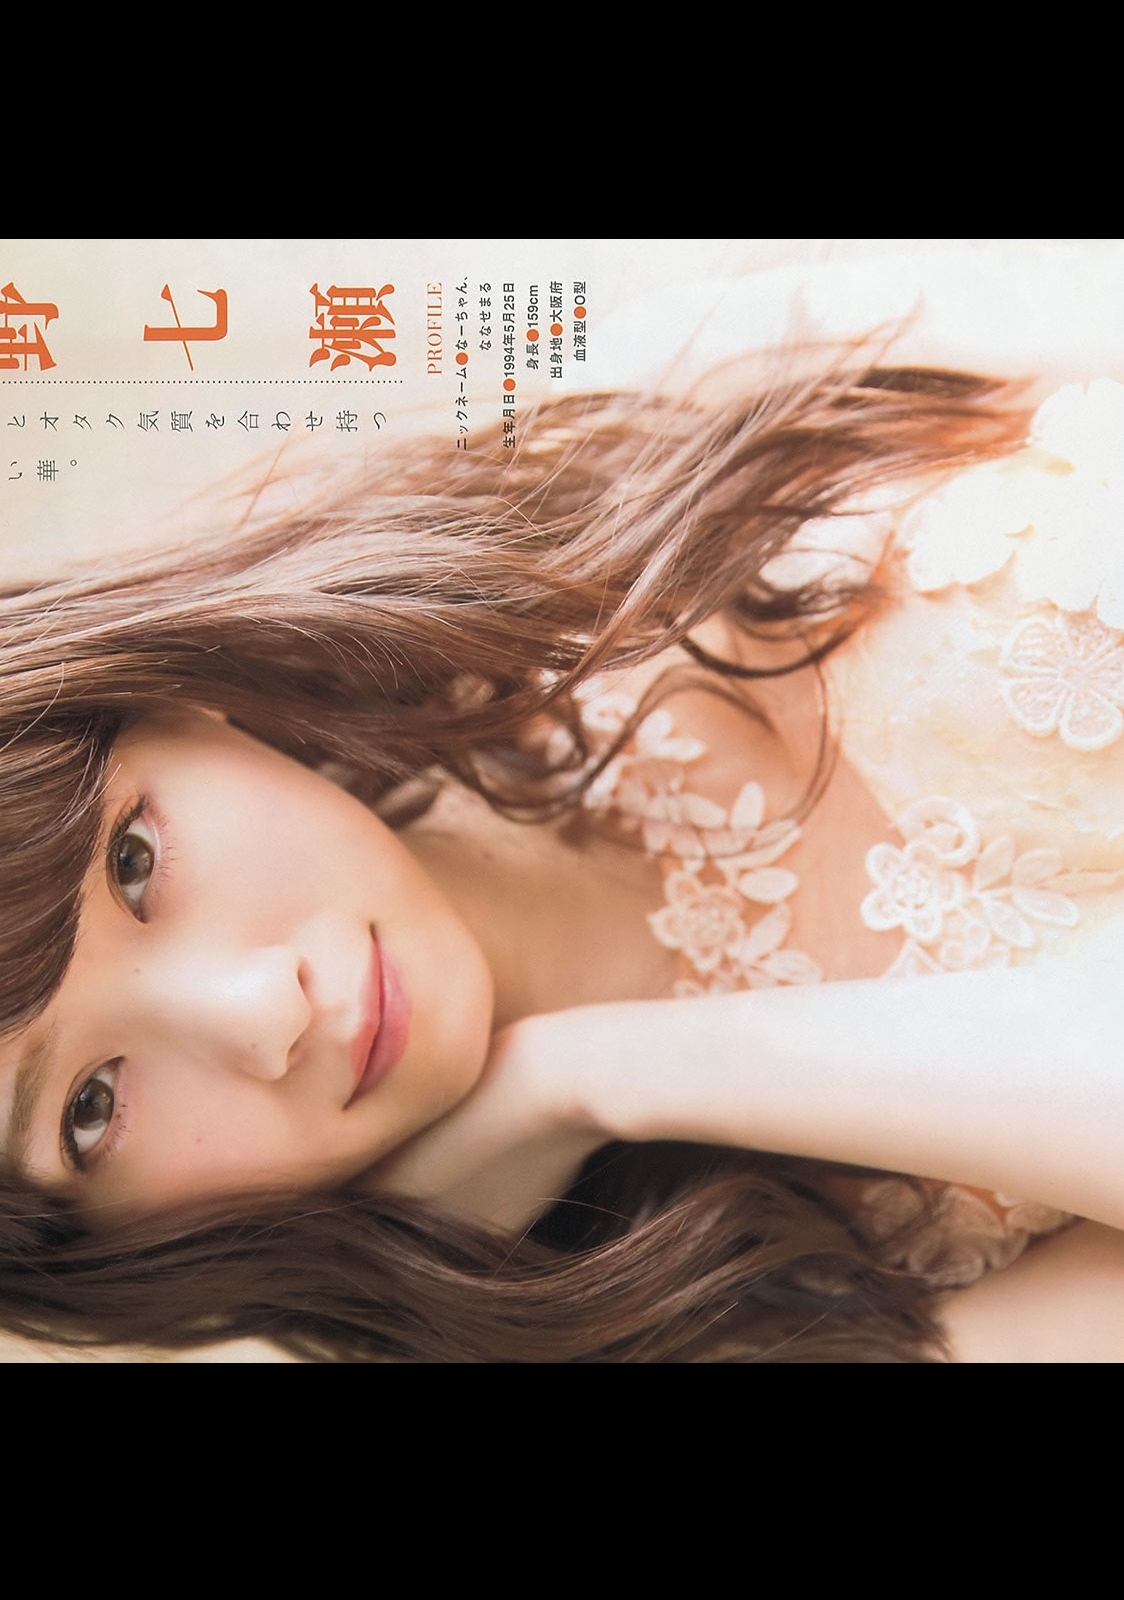 野七瀬
とオタク気質を合わせ持っ
い華。
PROFILE
ニックネーム●なーちゃん、
ななせまる
生年月日●1994年5月25日
身長●159cm
出身地●大阪府
血液型●O型